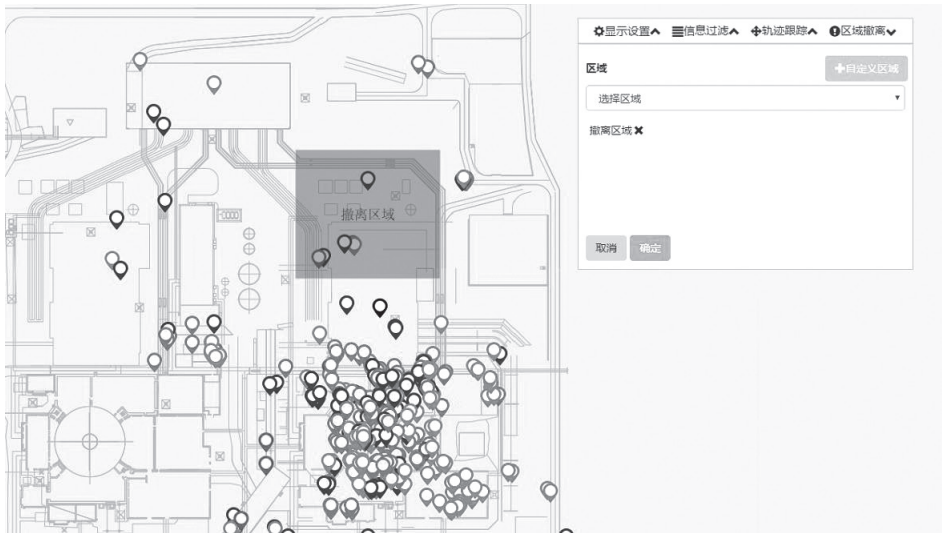 显示设置 信息过滤 轨迹跟踪 区域撤离
区域
自定义区域
选择区域
撤离区域
取消 确定
撤离区域